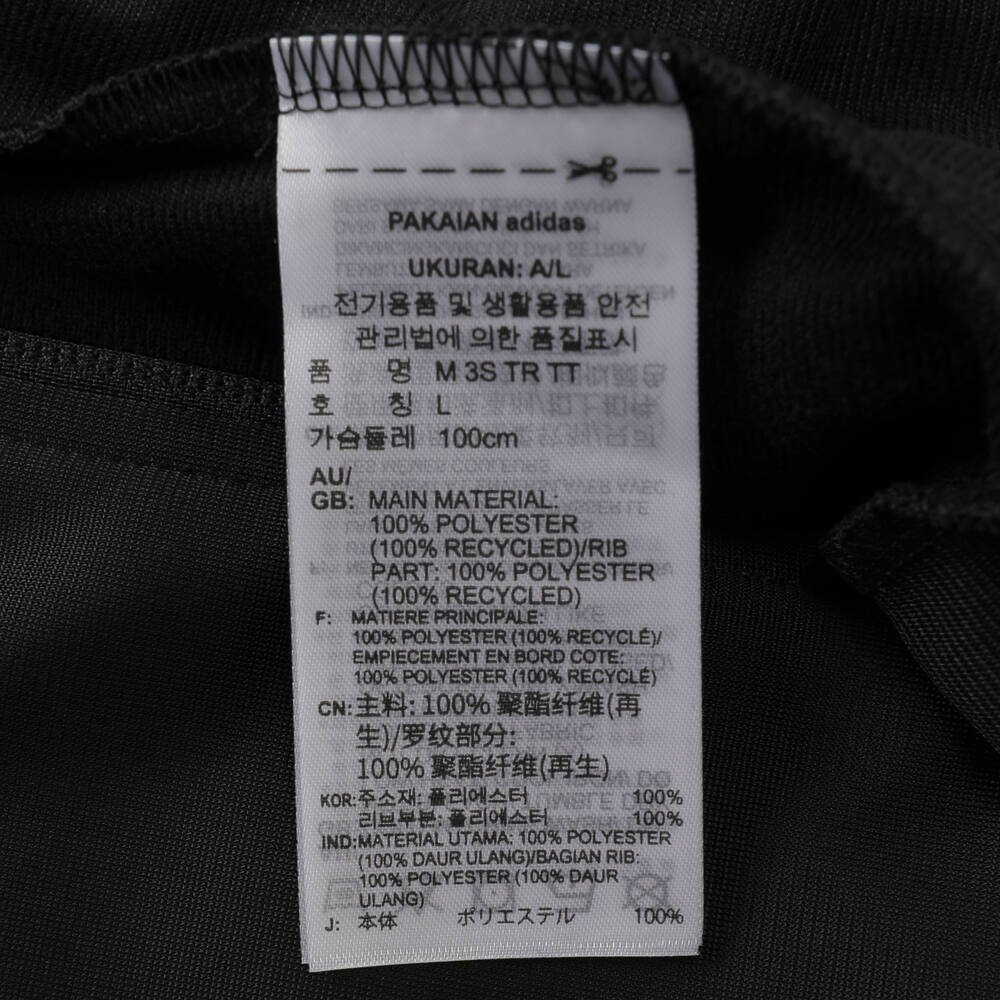 PAKAIAN adidas
UKURAN: A/L
전기용품 및 생활용품 안전
관리법에 의한 품질표시
품 명 M 3S TR TT
호 칭 L
가슴둘레 100cm
AU/
GB: MAIN MATERIAL:
100% POLYESTER
(100% RECYCLED)/RIB
PART: 100% POLYESTER
(100% RECYCLED)
F: MATIERE PRINCIPALE:
100% POLYESTER (100% RECYCLÉ)/
EMPIECEMENT EN BORD COTE:
100% POLYESTER (100% RECYCLÉ)
CN: 主料: 100% 聚酯纤维(再
生)/罗纹部分:
100% 聚酯纤维(再生)
KOR: 주소재: 폴리에스터 100%
리브부분: 폴리에스터 100%
IND: MATERIAL UTAMA: 100% POLYESTER
(100% DAUR ULANG)/BAGIAN RIB:
100% POLYESTER (100% DAUR
ULANG)
J: 本体 ポリエステル 100%